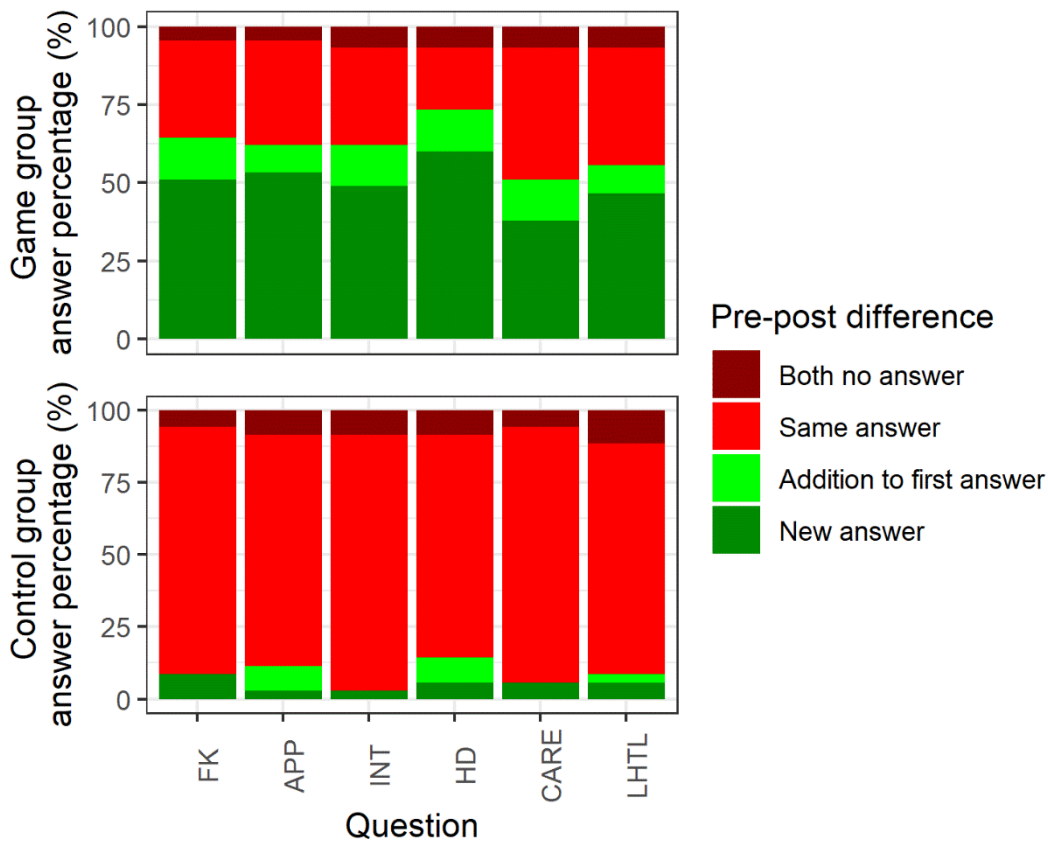 Game group
answer percentage (%)
100
75
50
25
0
Control group
answer percentage (%)
100
75
50
25
0
FK
APP
INT
HD
CARE
LHTL
Question
Pre-post difference
Both no answer
Same answer
Addition to first answer
New answer